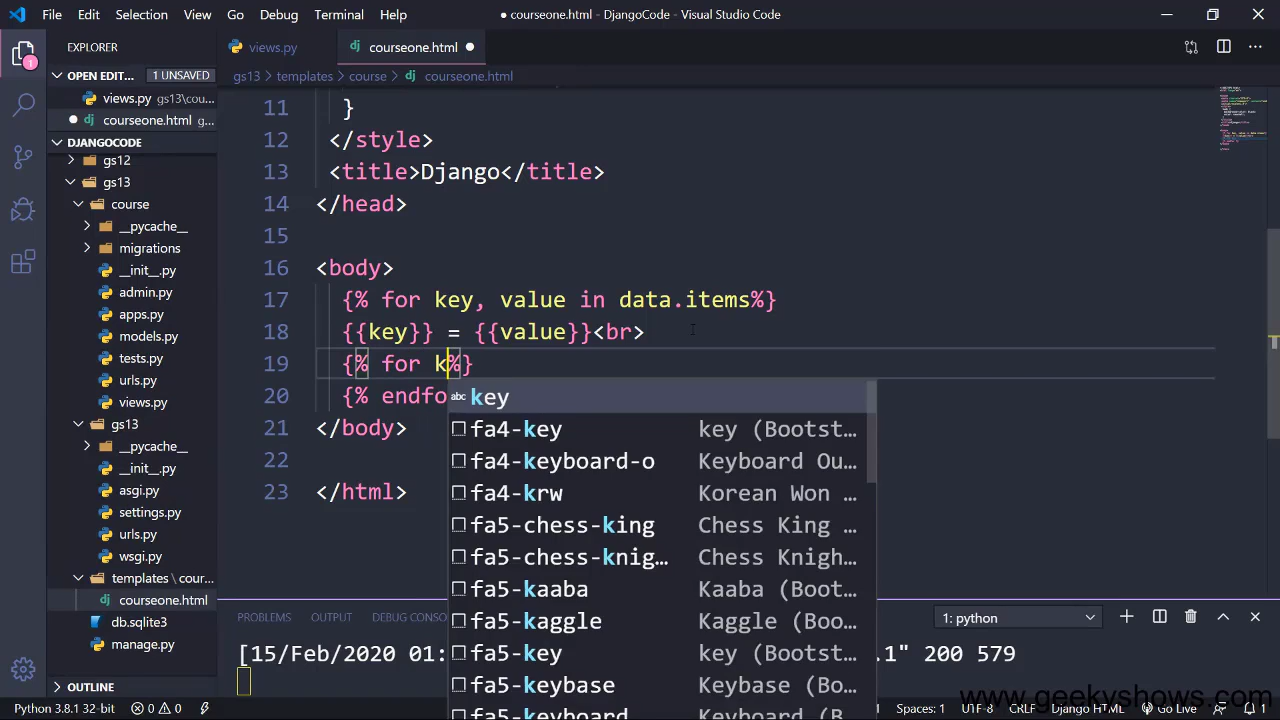 File Edit Selection View Go Debug Terminal Help
● courseone.html - DjangoCode - Visual Studio Code
EXPLORER
OPEN EDIT... 1 UNSAVED
views.py gs13\cou...
● courseone.html g...
DJANGOCODE
gs12
gs13
course
__pycache__
migrations
__init__.py
admin.py
apps.py
models.py
tests.py
urls.py
views.py
gs13
__pycache__
__init__.py
asgi.py
settings.py
urls.py
wsgi.py
templates \ cour...
courseone.html
db.sqlite3
manage.py
OUTLINE
views.py
courseone.html ●
gs13 > templates > course > courseone.html
11 }
12 </style>
13 <title>Django</title>
14 </head>
15
16 <body>
17 {% for key, value in data.items%}
18 {{key}} = {{value}}<br>
19 {% for k%}
20 {% endfo
21 </body>
22
23 </html>
abc key
fa4-key key (Bootst...
fa4-keyboard-o Keyboard Ou...
fa4-krw Korean Won ...
fa5-chess-king Chess King ...
fa5-chess-knig... Chess Knigh...
fa5-kaaba Kaaba (Boot...
fa5-kaggle Kaggle (Boo...
fa5-key key (Bootst...
fa5-keybase Keybase (Bo...
fa5-keyboard Keyboard (B...
PROBLEMS OUTPUT DEBUG CONSO
1: python
[15/Feb/2020 01: .1" 200 579
1
Python 3.8.1 32-bit 0 0
Spaces: 1 UTF-8 CRLF Django HTML Go Live 1
www.geekyshows.com